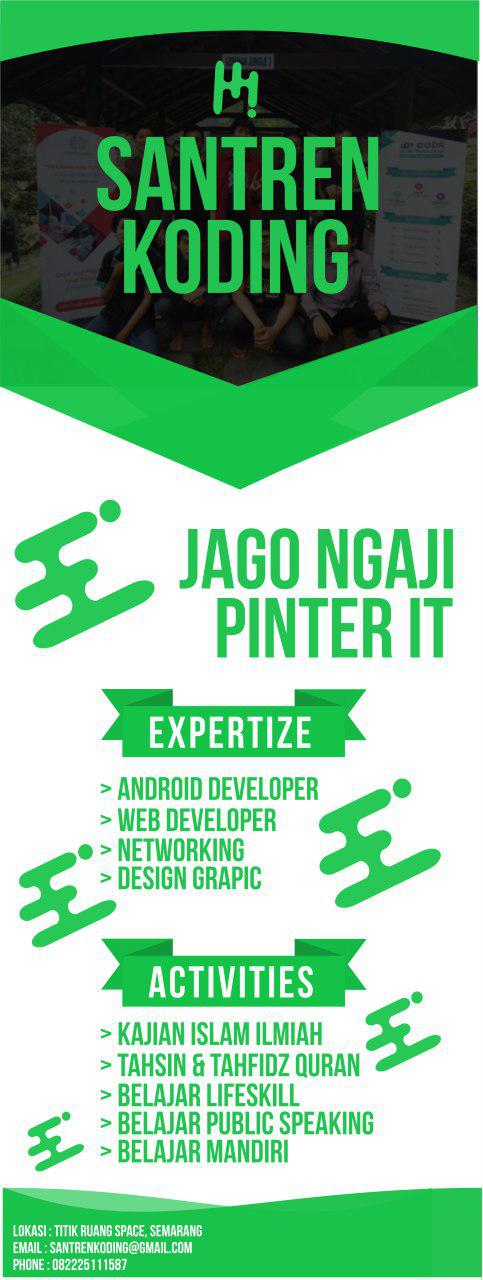 SANTREN
KODING
JAGO NGAJI
PINTER IT
EXPERTIZE
> ANDROID DEVELOPER
> WEB DEVELOPER
> NETWORKING
> DESIGN GRAPIC
ACTIVITIES
> KAJIAN ISLAM ILMIAH
> TAHSIN & TAHFIDZ QURAN
> BELAJAR LIFESKILL
> BELAJAR PUBLIC SPEAKING
> BELAJAR MANDIRI
LOKASI : TITIK RUANG SPACE, SEMARANG
EMAIL : SANTRENKODING@GMAIL.COM
PHONE : 082225111587